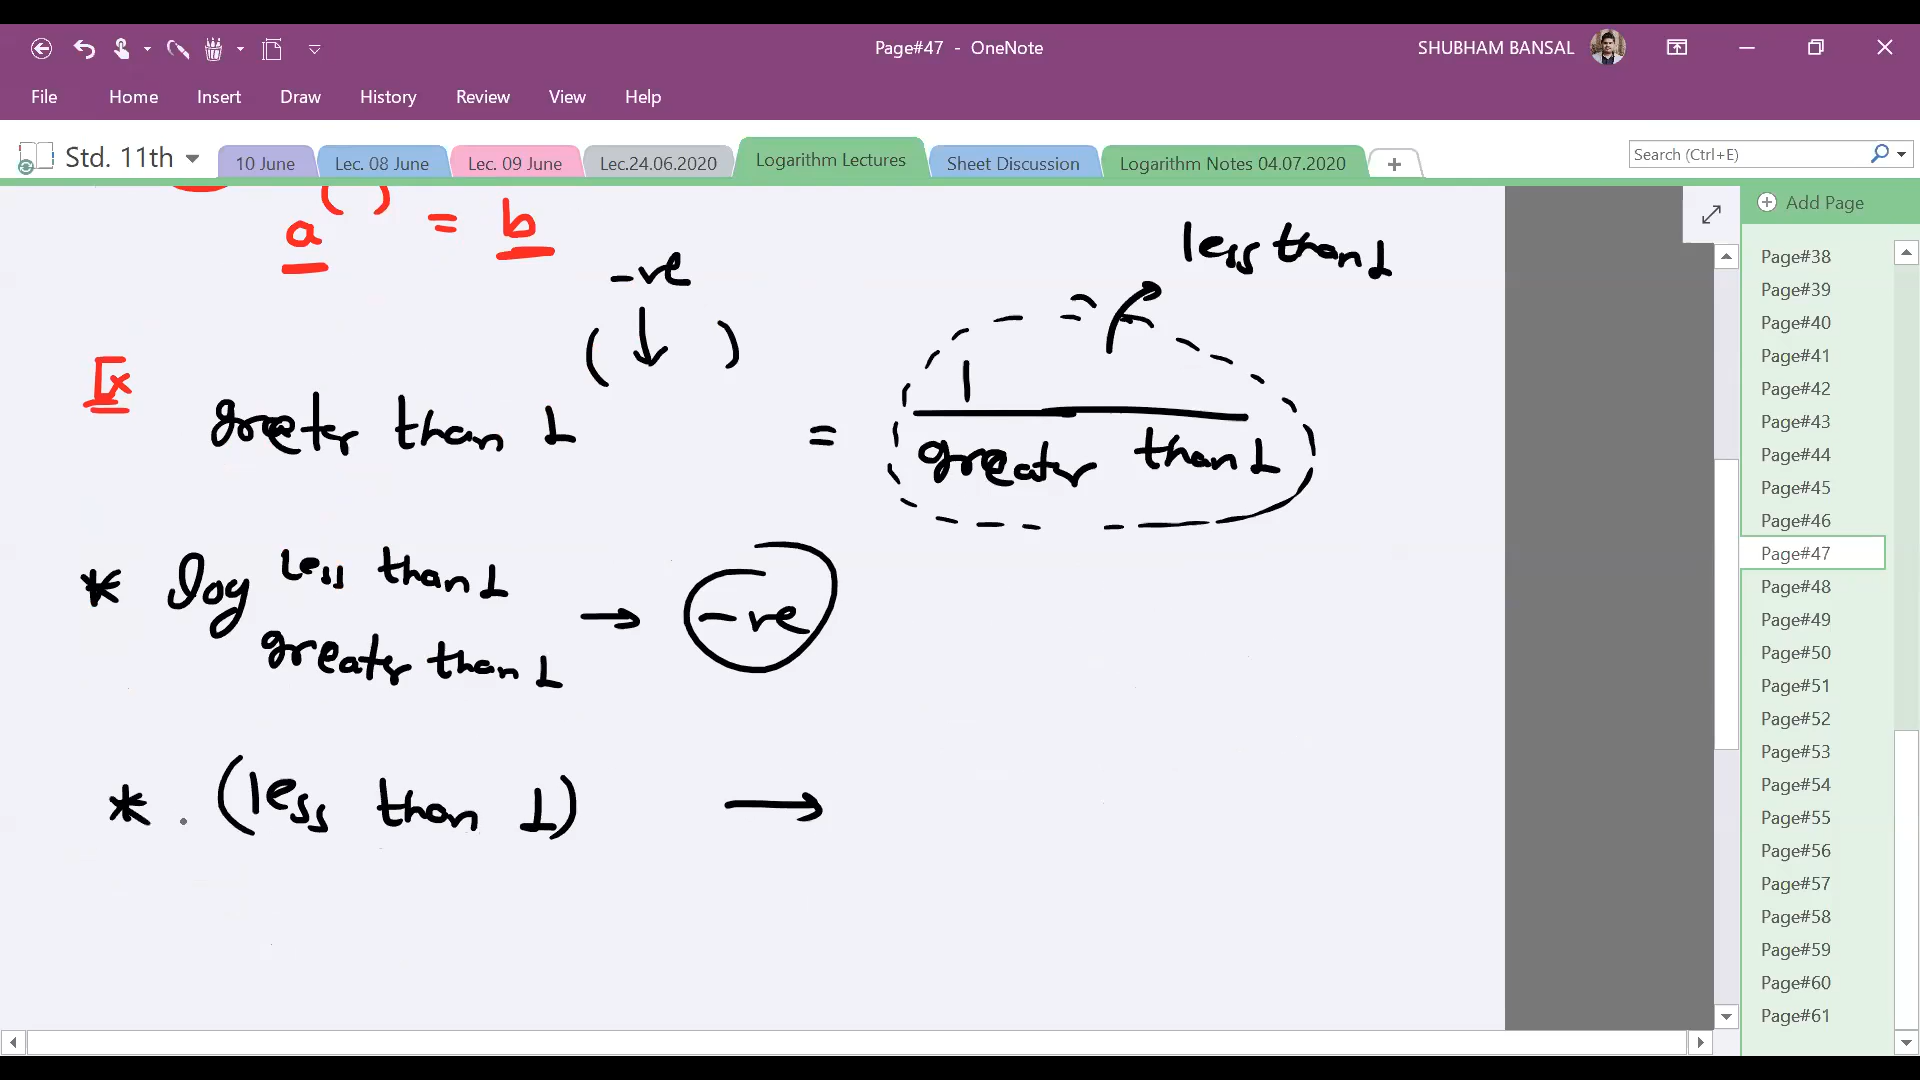 Page#47 - OneNote
SHUBHAM BANSAL
File Home Insert Draw History Review View Help
Std. 11th
10 June
Lec. 08 June
Lec. 09 June
Lec.24.06.2020
Logarithm Lectures
Sheet Discussion
Logarithm Notes 04.07.2020
+
Search (Ctrl+E)
Add Page
a^( ) = b
-ve
less than 1
( )
Ex
greater than 1 = 1 / greater than 1
* log less than 1
greater than 1
→ -ve
* (less than 1) →
Page#38
Page#39
Page#40
Page#41
Page#42
Page#43
Page#44
Page#45
Page#46
Page#47
Page#48
Page#49
Page#50
Page#51
Page#52
Page#53
Page#54
Page#55
Page#56
Page#57
Page#58
Page#59
Page#60
Page#61